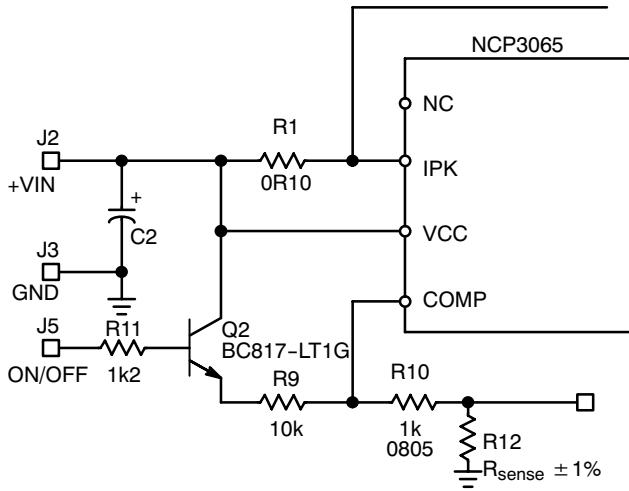 NCP3065
NC
R1
J2
+VIN
0R10
IPK
+
C2
VCC
J3
GND
COMP
J5
R11
Q2
BC817-LT1G
ON/OFF
1k2
R9
R10
10k
1k
0805
R12
Rsense ± 1%